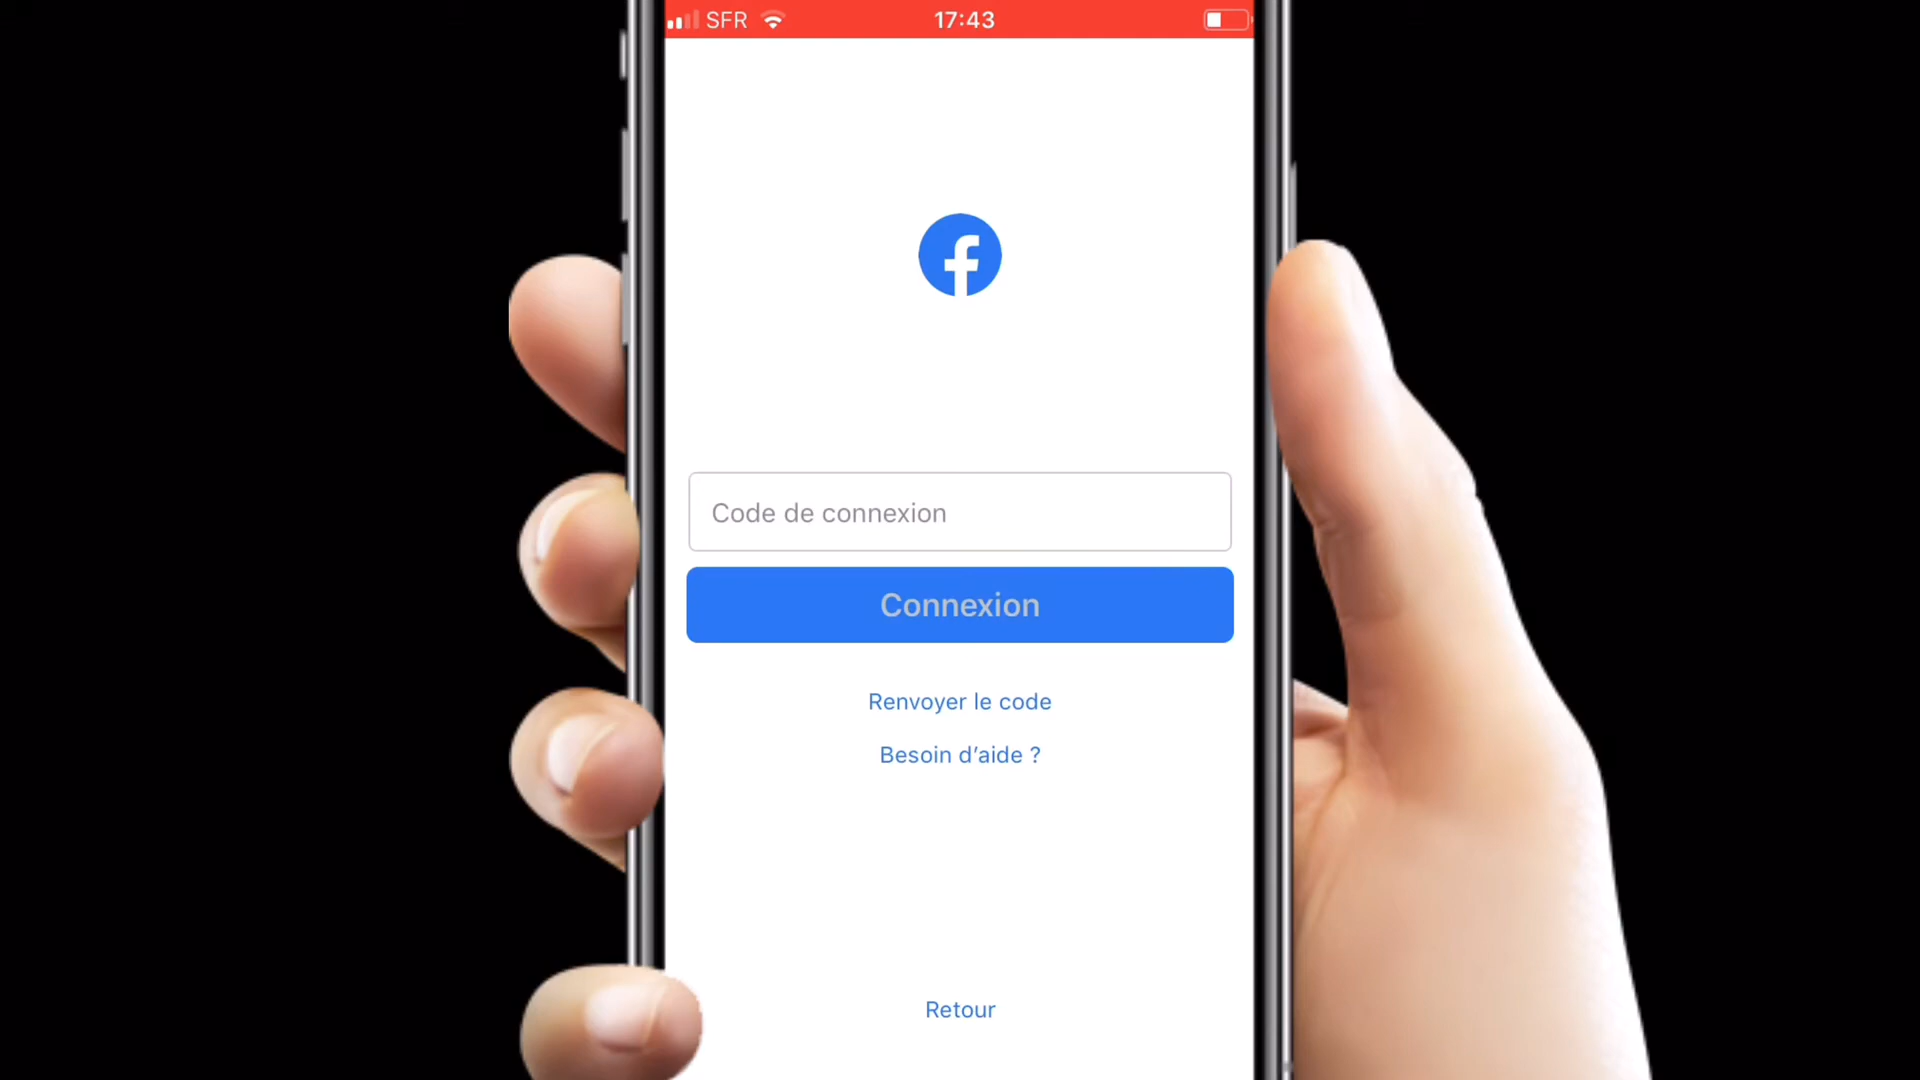 SFR 17:43
Code de connexion
Connexion
Renvoyer le code
Besoin d’aide ?
Retour